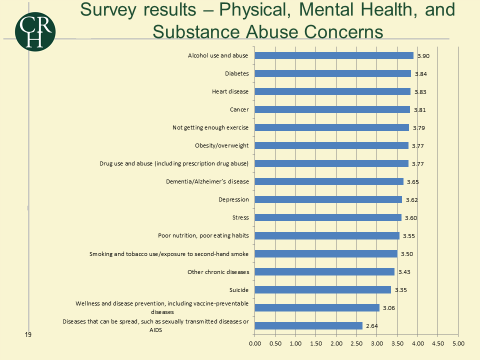 CR
H
Survey results – Physical, Mental Health, and
Substance Abuse Concerns
Alcohol use and abuse 3.90
Diabetes 3.84
Heart disease 3.83
Cancer 3.81
Not getting enough exercise 3.79
Obesity/overweight 3.77
Drug use and abuse (including prescription drug abuse) 3.77
Dementia/Alzheimer's disease 3.65
Depression 3.62
Stress 3.60
Poor nutrition, poor eating habits 3.55
Smoking and tobacco use/exposure to second-hand smoke 3.50
Other chronic diseases 3.43
Suicide 3.35
Wellness and disease prevention, including vaccine-preventable
diseases 3.06
Diseases that can be spread, such as sexually transmitted diseases or
AIDS 2.64
0.00 0.50 1.00 1.50 2.00 2.50 3.00 3.50 4.00 4.50 5.00
19